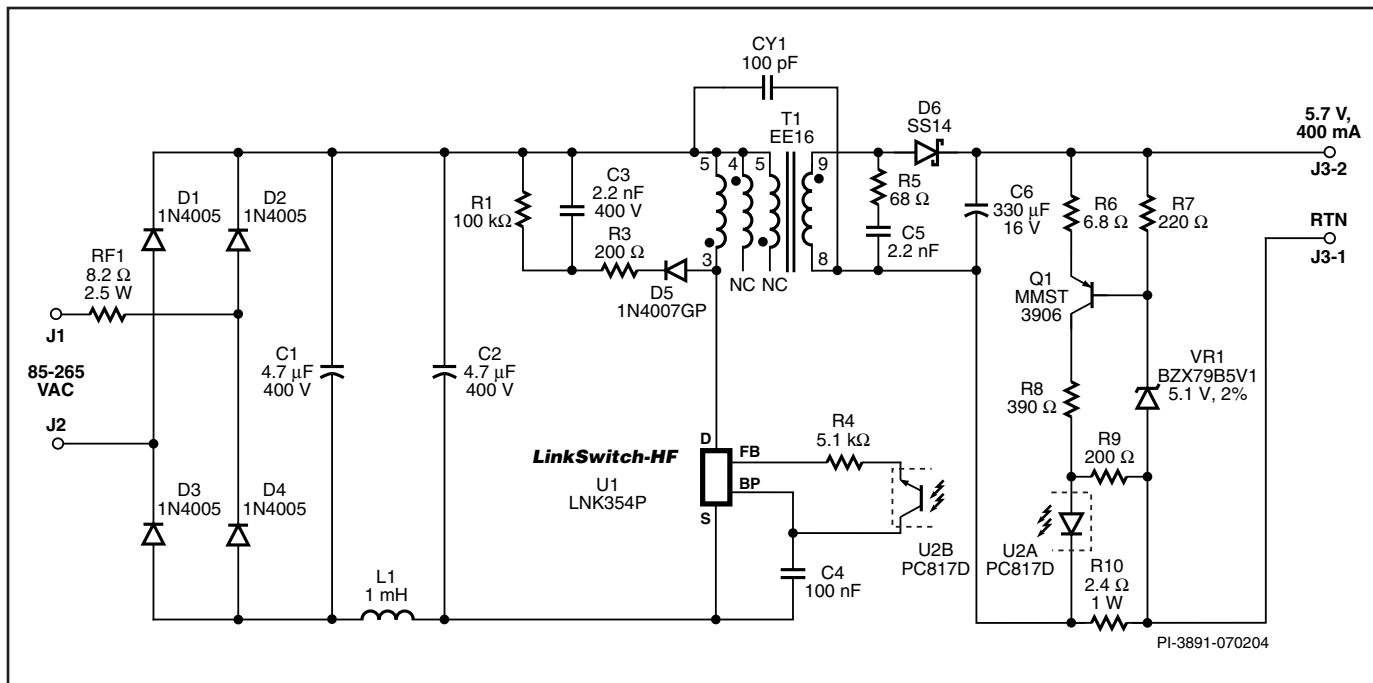 CY1
100 pF
T1
EE16
D6
SS14
5.7 V,
400 mA
J3-2
5
4
5
9
D1
1N4005
D2
1N4005
R1
100 kΩ
C3
2.2 nF
400 V
R5
68 Ω
C6
330 µF
16 V
R6
6.8 Ω
R7
220 Ω
RTN
J3-1
R3
200 Ω
C5
2.2 nF
RF1
8.2 Ω
2.5 W
3
8
NC NC
D5
1N4007GP
Q1
MMST
3906
J1
85-265
VAC
J2
C1
4.7 µF
400 V
C2
4.7 µF
400 V
VR1
BZX79B5V1
5.1 V, 2%
R8
390 Ω
LinkSwitch-HF
U1
LNK354P
D
FB
BP
S
R4
5.1 kΩ
R9
200 Ω
D3
1N4005
D4
1N4005
U2B
PC817D
U2A
PC817D
L1
1 mH
C4
100 nF
R10
2.4 Ω
1 W
PI-3891-070204